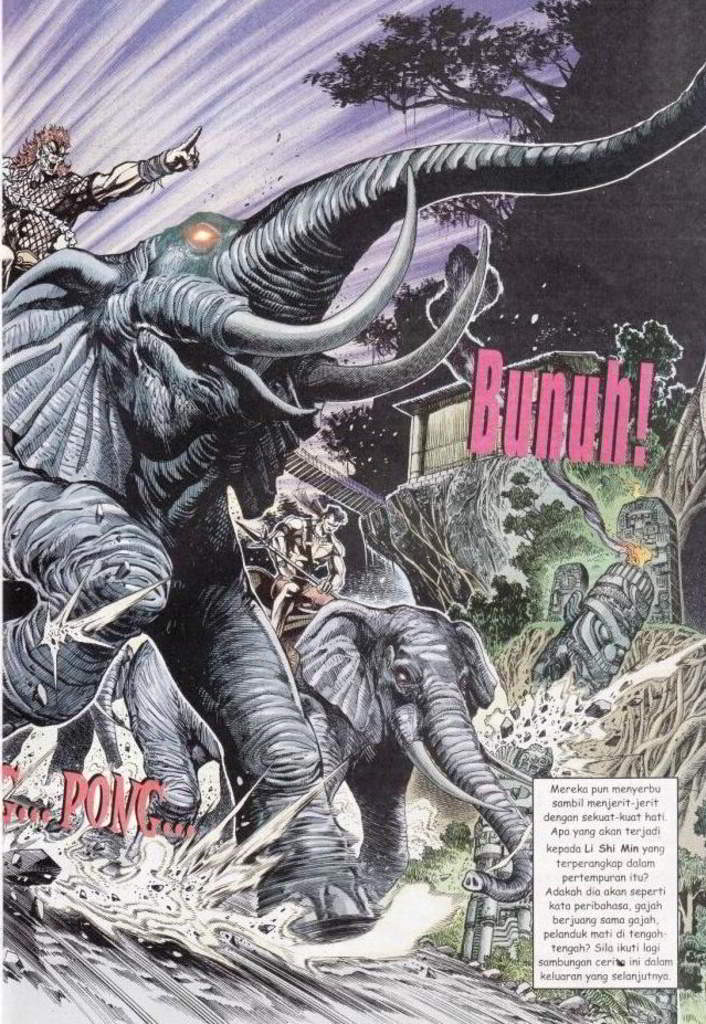 Bunuh!
G... PONG...
Mereka pun menyerbu
sambil menjerit-jerit
dengan sekuat-kuat hati.
Apa yang akan terjadi
kepada Li Shi Min yang
terperangkap dalam
pertempuran itu?
Adakah dia akan seperti
kata peribahasa, gajah
berjuang sama gajah,
pelanduk mati di tengah-
tengah? Sila ikuti lagi
sambungan cerita ini dalam
keluaran yang selanjutnya.